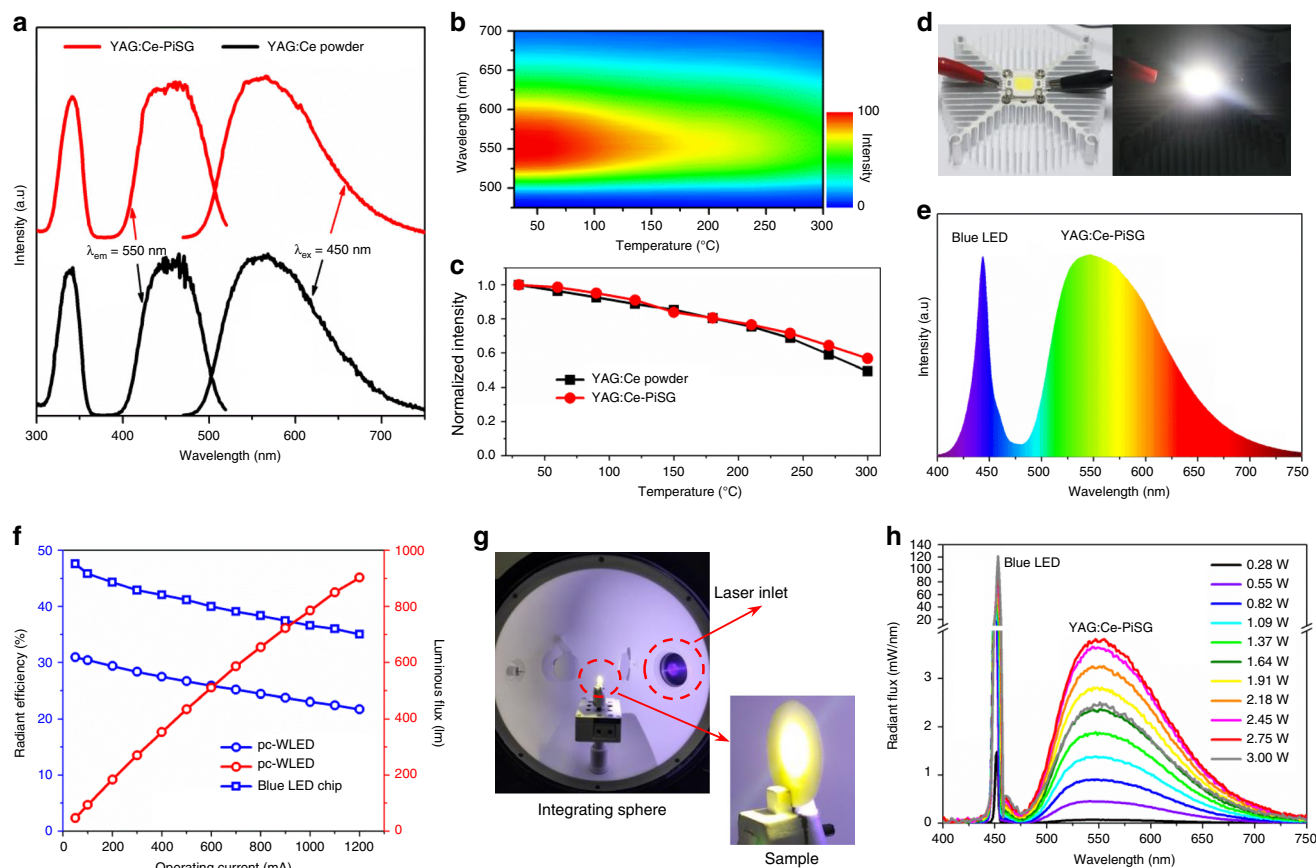 a
YAG:Ce-PiSG
YAG:Ce powder
Intensity (a.u)
λem = 550 nm
λex = 450 nm
300
400
500
600
700
Wavelength (nm)
b
700
650
600
550
500
Wavelength (nm)
50
100
150
200
250
300
Temperature (°C)
100
Intensity
0
c
1.0
0.8
0.6
0.4
0.2
0.0
Normalized intensity
YAG:Ce powder
YAG:Ce-PiSG
50
100
150
200
250
300
Temperature (°C)
d
e
Blue LED
YAG:Ce-PiSG
Intensity (a.u)
400
450
500
550
600
650
700
750
Wavelength (nm)
f
50
40
30
20
10
0
Radiant efficiency (%)
1000
800
600
400
200
0
Luminous flux (lm)
pc-WLED
pc-WLED
Blue LED chip
0
200
400
600
800
1000
1200
Operating current (mA)
g
Laser inlet
Integrating sphere
Sample
h
140
120
100
80
60
40
20
3
2
1
0
Radiant flux (mW/nm)
Blue LED
YAG:Ce-PiSG
0.28 W
0.55 W
0.82 W
1.09 W
1.37 W
1.64 W
1.91 W
2.18 W
2.45 W
2.75 W
3.00 W
400
450
500
550
600
650
700
750
Wavelength (nm)